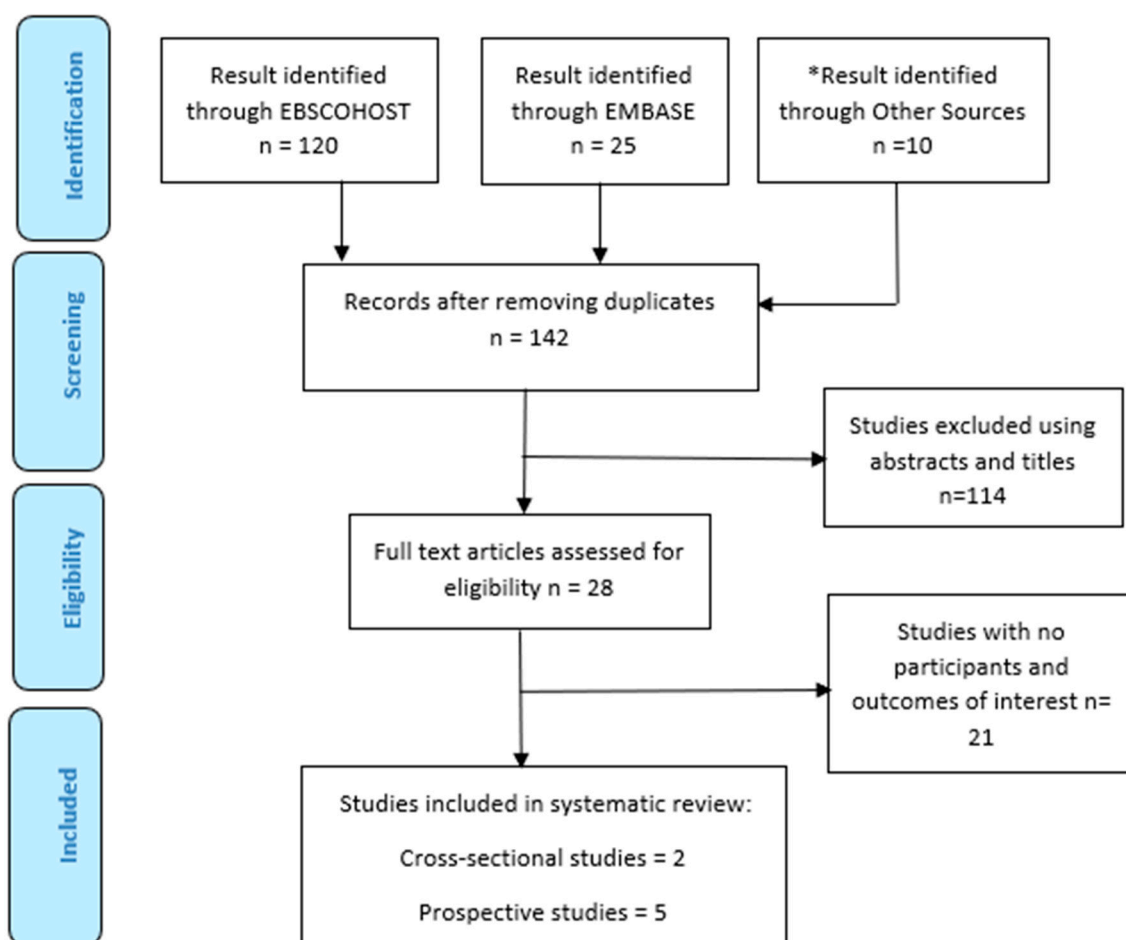 Identification
Result identified
through EBSCOHOST
n = 120
Result identified
through EMBASE
n = 25
*Result identified
through Other Sources
n =10
Screening
Records after removing duplicates
n = 142
Studies excluded using
abstracts and titles
n=114
Eligibility
Full text articles assessed for
eligibility n = 28
Studies with no
participants and
outcomes of interest n=
21
Included
Studies included in systematic review:
Cross-sectional studies = 2
Prospective studies = 5